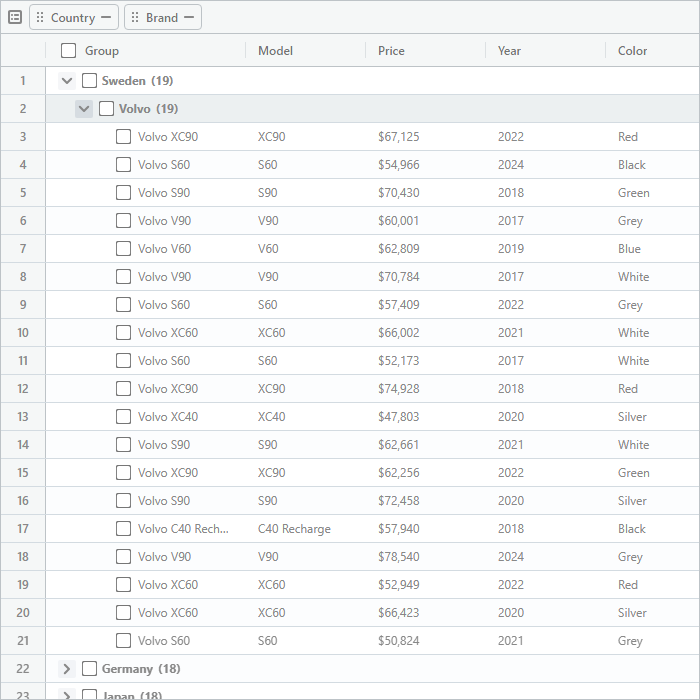 Country Brand
Group Model Price Year Color
1 Sweden (19)
2 Volvo (19)
3 Volvo XC90 XC90 $67,125 2022 Red
4 Volvo S60 S60 $54,966 2024 Black
5 Volvo S90 S90 $70,430 2018 Green
6 Volvo V90 V90 $60,001 2017 Grey
7 Volvo V60 V60 $62,809 2019 Blue
8 Volvo V90 V90 $70,784 2017 White
9 Volvo S60 S60 $57,409 2022 Grey
10 Volvo XC60 XC60 $66,002 2021 White
11 Volvo S60 S60 $52,173 2017 White
12 Volvo XC90 XC90 $74,928 2018 Red
13 Volvo XC40 XC40 $47,803 2020 Silver
14 Volvo S90 S90 $62,661 2021 White
15 Volvo XC90 XC90 $62,256 2022 Green
16 Volvo S90 S90 $72,458 2020 Silver
17 Volvo C40 Rech... C40 Recharge $57,940 2018 Black
18 Volvo V90 V90 $78,540 2024 Grey
19 Volvo XC60 XC60 $52,949 2022 Red
20 Volvo XC60 XC60 $66,423 2020 Silver
21 Volvo S60 S60 $50,824 2021 Grey
22 Germany (18)
23 Japan (18)